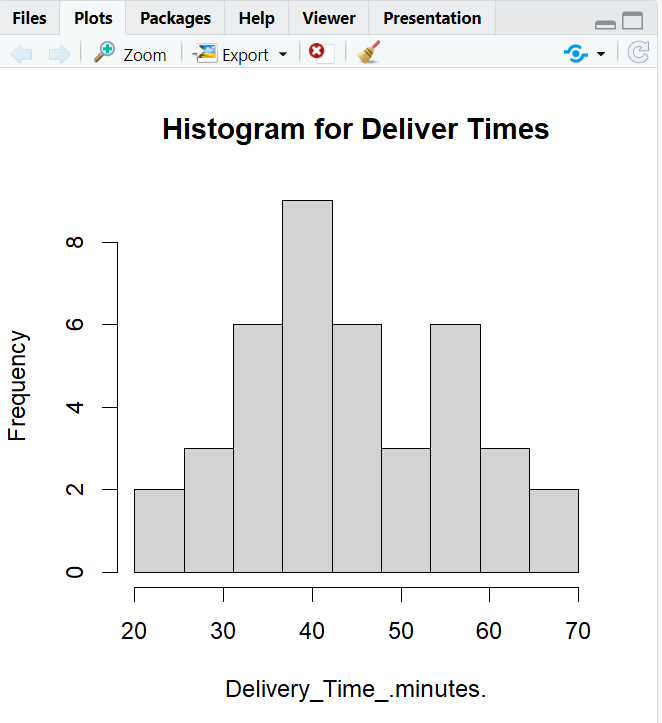 Files Plots Packages Help Viewer Presentation
Zoom Export
Histogram for Deliver Times
8
6
4
2
0
Frequency
20 30 40 50 60 70
Delivery_Time_.minutes.